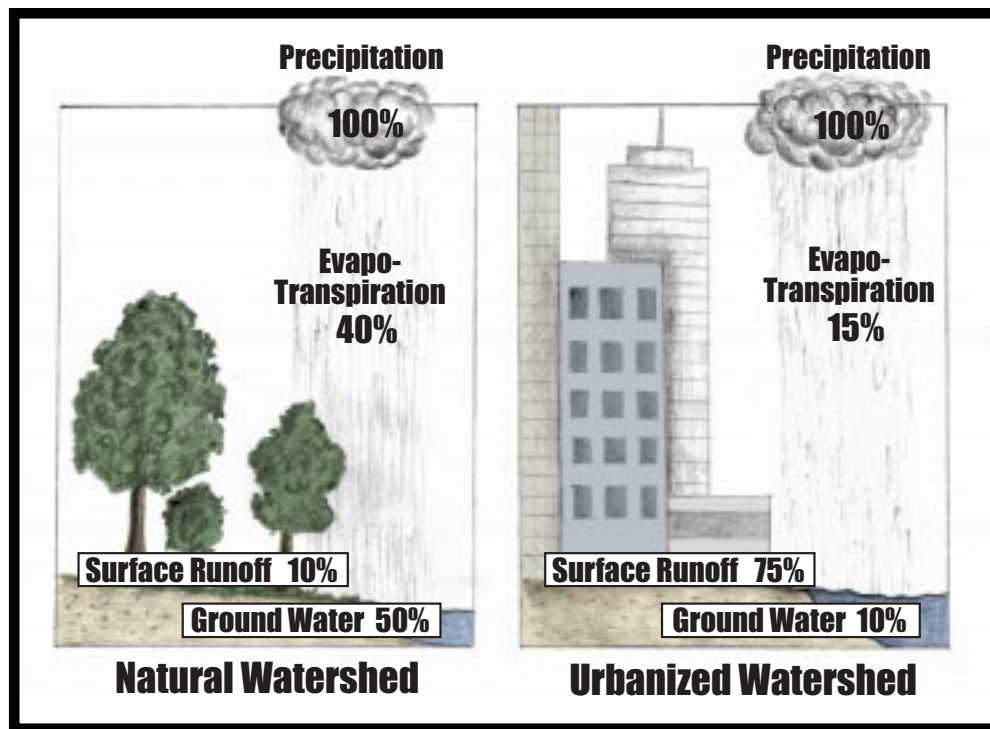 Precipitation
100%
Evapo-
Transpiration
40%
Surface Runoff 10%
Ground Water 50%
Natural Watershed
Precipitation
100%
Evapo-
Transpiration
15%
Surface Runoff 75%
Ground Water 10%
Urbanized Watershed